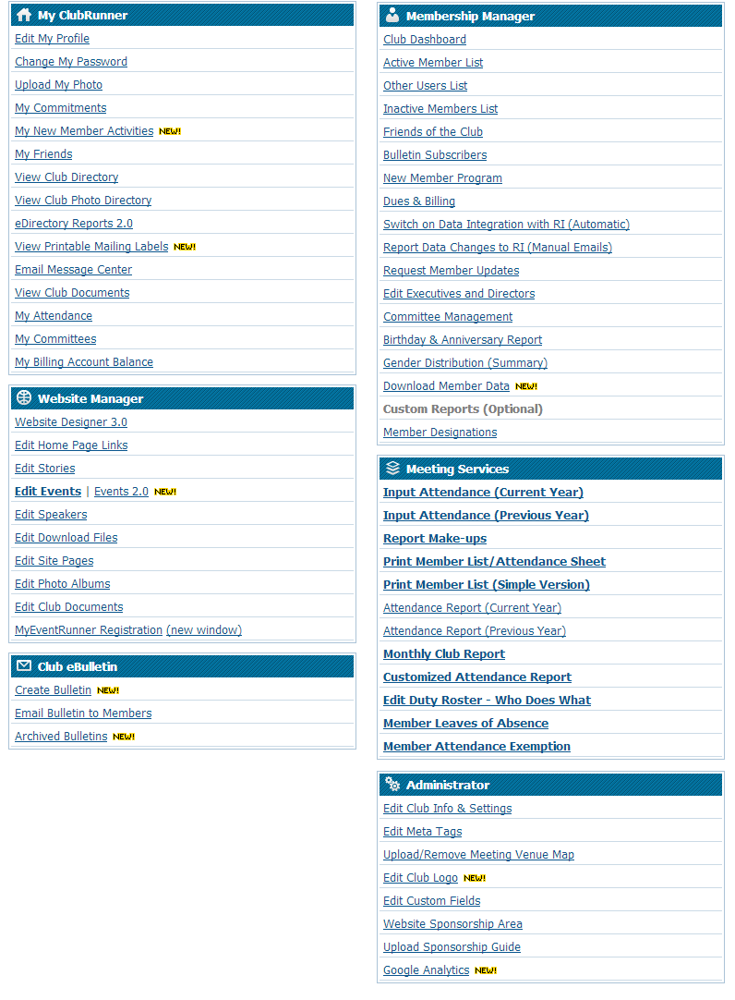 My ClubRunner
Edit My Profile
Change My Password
Upload My Photo
My Commitments
My New Member Activities NEW!
My Friends
View Club Directory
View Club Photo Directory
eDirectory Reports 2.0
View Printable Mailing Labels NEW!
Email Message Center
View Club Documents
My Attendance
My Committees
My Billing Account Balance
Website Manager
Website Designer 3.0
Edit Home Page Links
Edit Stories
Edit Events | Events 2.0 NEW!
Edit Speakers
Edit Download Files
Edit Site Pages
Edit Photo Albums
Edit Club Documents
MyEventRunner Registration (new window)
Club eBulletin
Create Bulletin NEW!
Email Bulletin to Members
Archived Bulletins NEW!
Membership Manager
Club Dashboard
Active Member List
Other Users List
Inactive Members List
Friends of the Club
Bulletin Subscribers
New Member Program
Dues & Billing
Switch on Data Integration with RI (Automatic)
Report Data Changes to RI (Manual Emails)
Request Member Updates
Edit Executives and Directors
Committee Management
Birthday & Anniversary Report
Gender Distribution (Summary)
Download Member Data NEW!
Custom Reports (Optional)
Member Designations
Meeting Services
Input Attendance (Current Year)
Input Attendance (Previous Year)
Report Make-ups
Print Member List/Attendance Sheet
Print Member List (Simple Version)
Attendance Report (Current Year)
Attendance Report (Previous Year)
Monthly Club Report
Customized Attendance Report
Edit Duty Roster - Who Does What
Member Leaves of Absence
Member Attendance Exemption
Administrator
Edit Club Info & Settings
Edit Meta Tags
Upload/Remove Meeting Venue Map
Edit Club Logo NEW!
Edit Custom Fields
Website Sponsorship Area
Upload Sponsorship Guide
Google Analytics NEW!